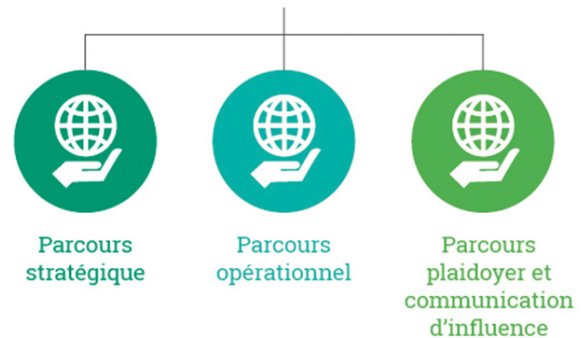 Parcours
stratégique
Parcours
opérationnel
Parcours
plaidoyer et
communication
d'influence